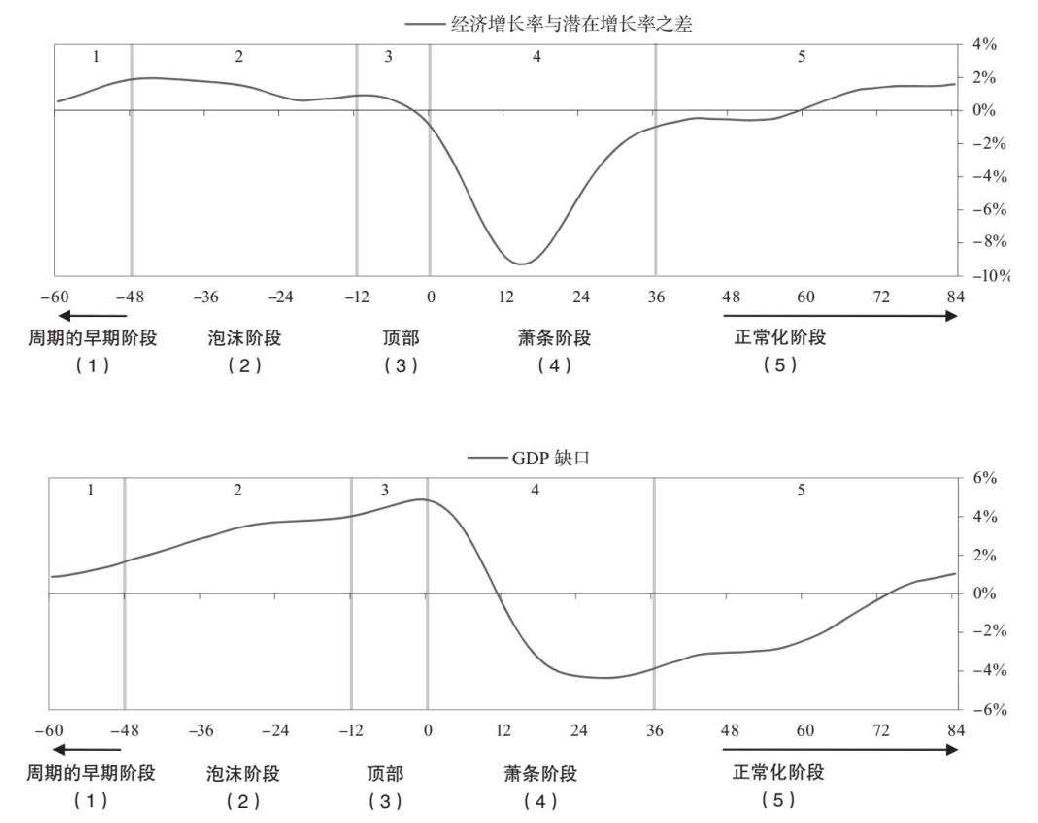 经济增长率与潜在增长率之差
1 2 3 4 5
4%
2%
0%
−2%
−4%
−6%
−8%
−10%
−60 −48 −36 −24 −12 0 12 24 36 48 60 72 84
周期的早期阶段 泡沫阶段 顶部 萧条阶段 正常化阶段
（1） （2） （3） （4） （5）
GDP 缺口
1 2 3 4 5
6%
4%
2%
0%
−2%
−4%
−6%
−60 −48 −36 −24 −12 0 12 24 36 48 60 72 84
周期的早期阶段 泡沫阶段 顶部 萧条阶段 正常化阶段
（1） （2） （3） （4） （5）